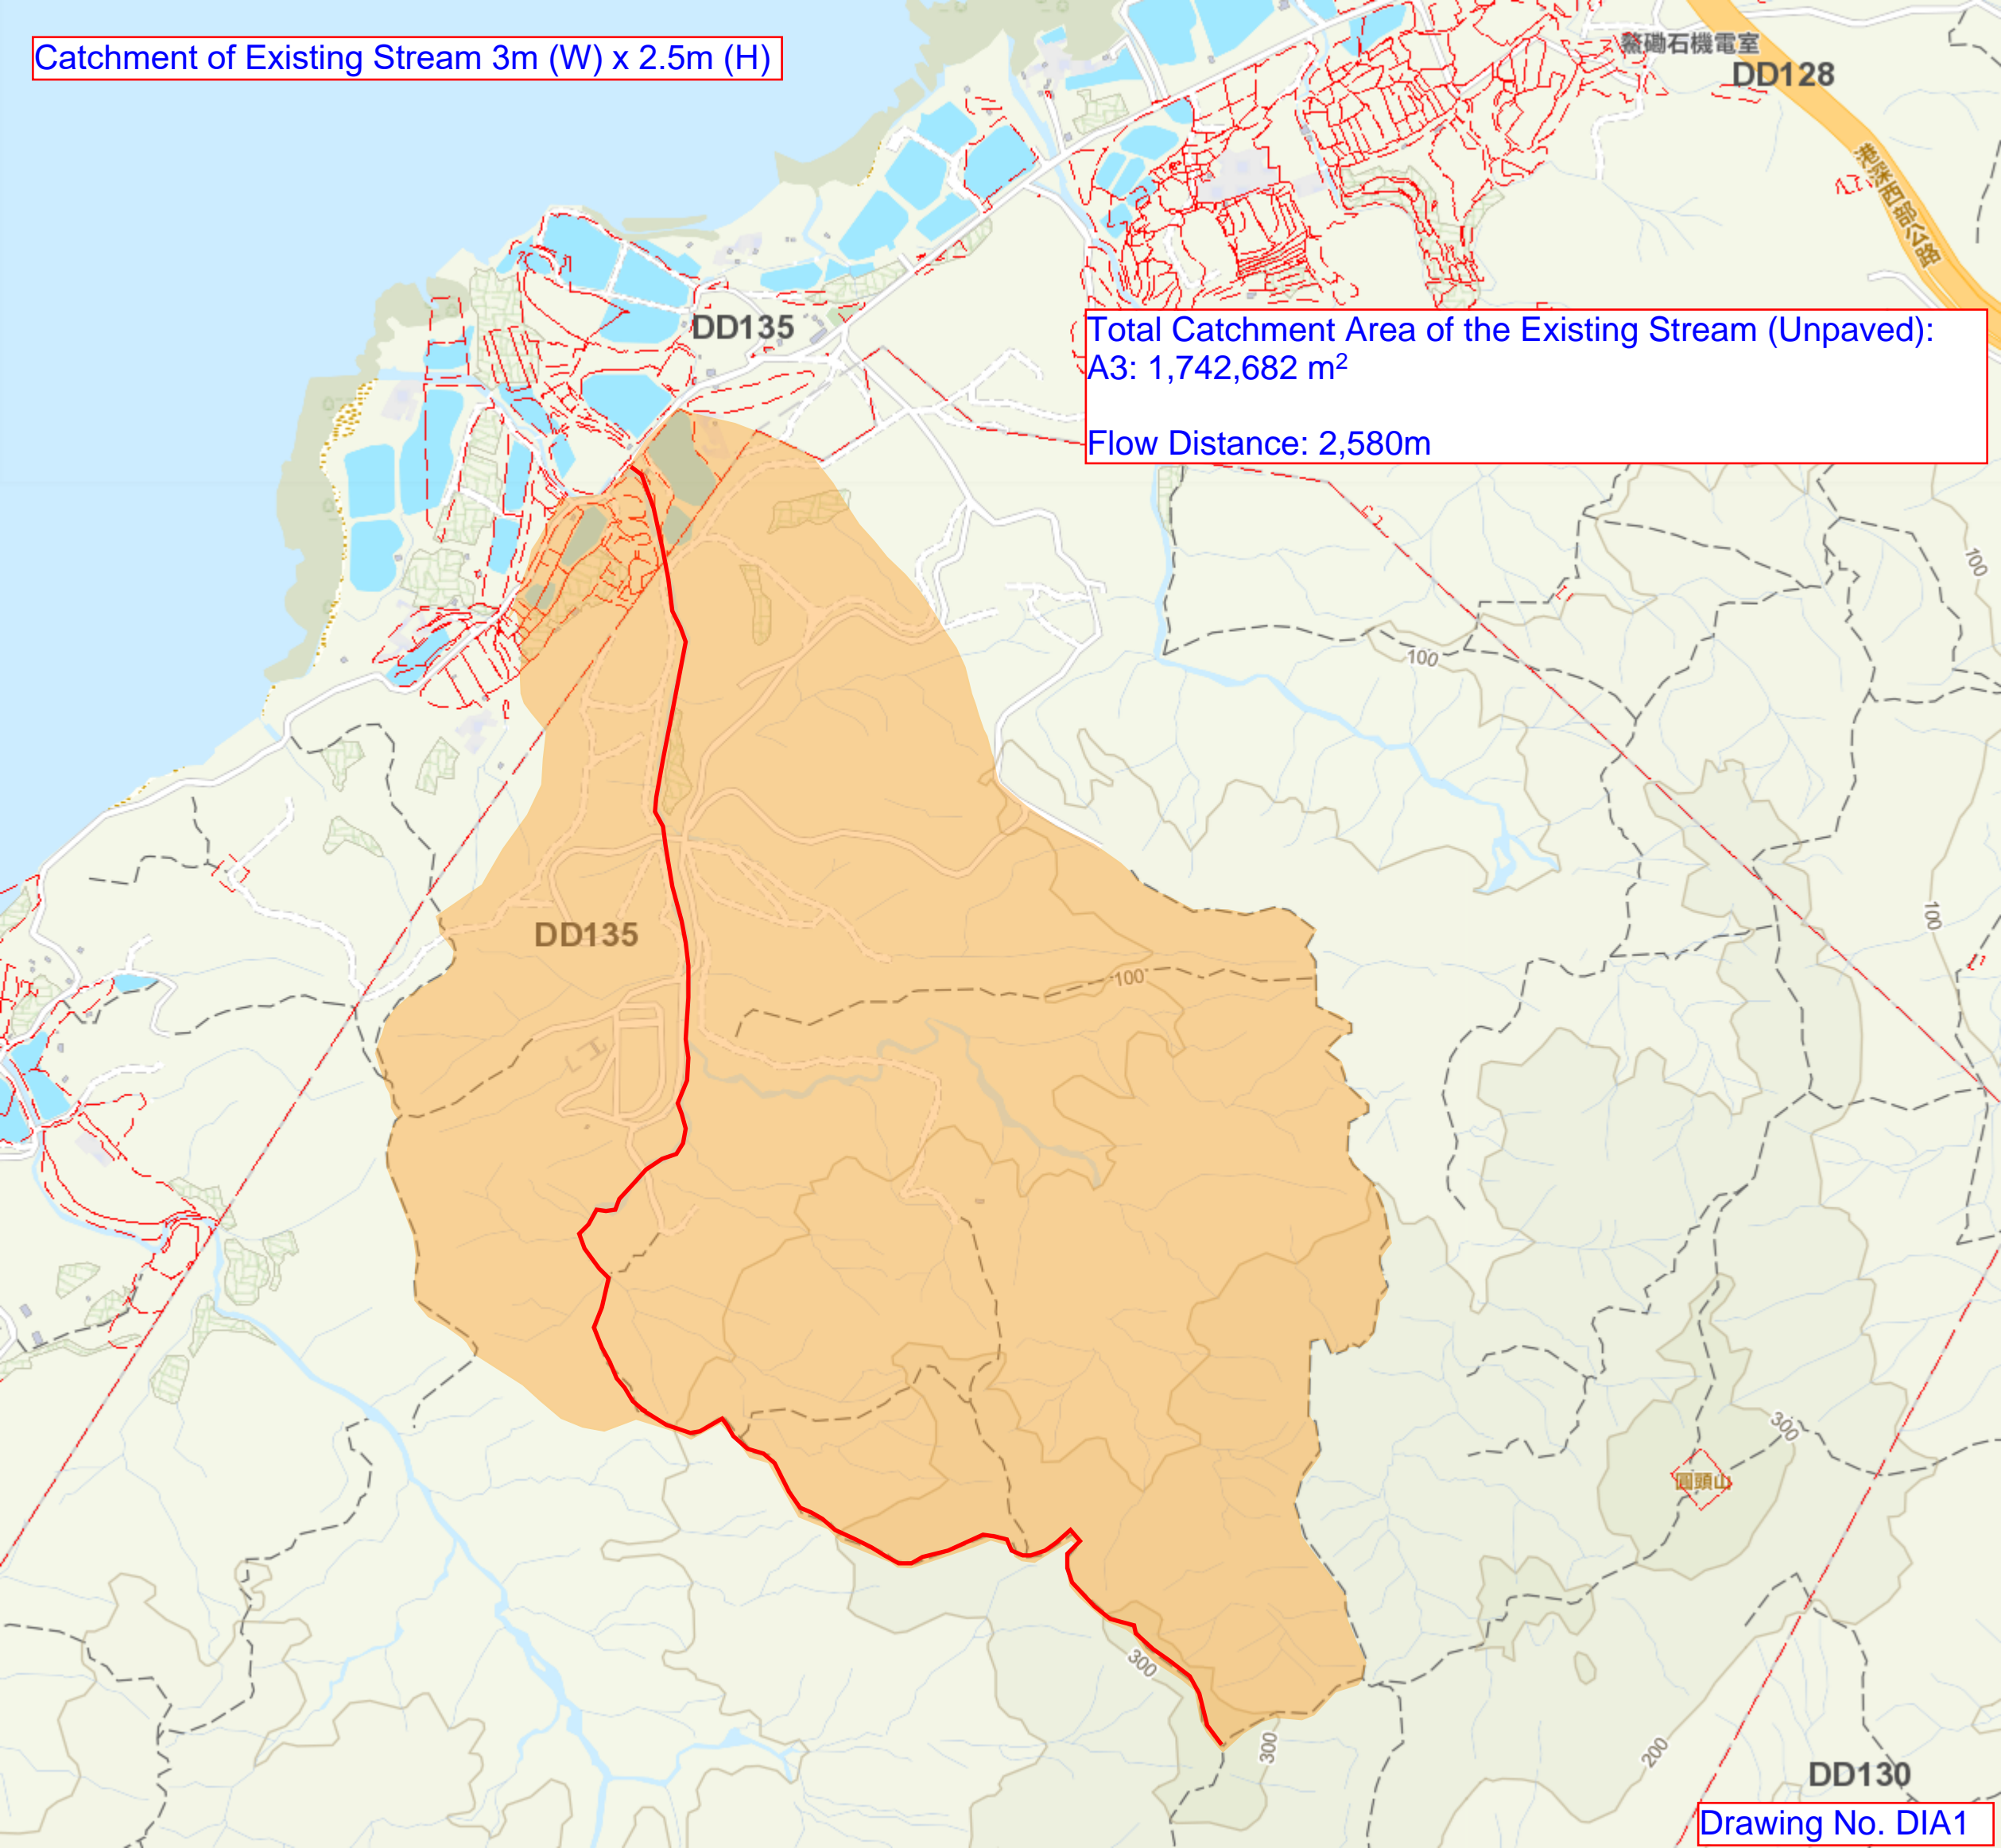 Catchment of Existing Stream 3m (W) x 2.5m (H)
鰲磡石機電室
DD128
港深西部公路
DD135
Total Catchment Area of the Existing Stream (Unpaved):
A3: 1,742,682 m²
Flow Distance: 2,580m
100
100
100
DD135
100
300
圓頭山
300
300
200
DD130
Drawing No. DIA1